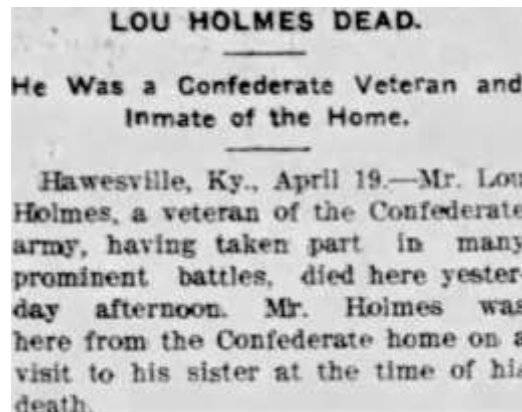 LOU HOLMES DEAD.
He Was a Confederate Veteran and
Inmate of the Home.
Hawesville, Ky., April 19.—Mr. Lou
Holmes, a veteran of the Confederate
army, having taken part in many
prominent battles, died here yester-
day afternoon. Mr. Holmes was
here from the Confederate home on a
visit to his sister at the time of his
death.